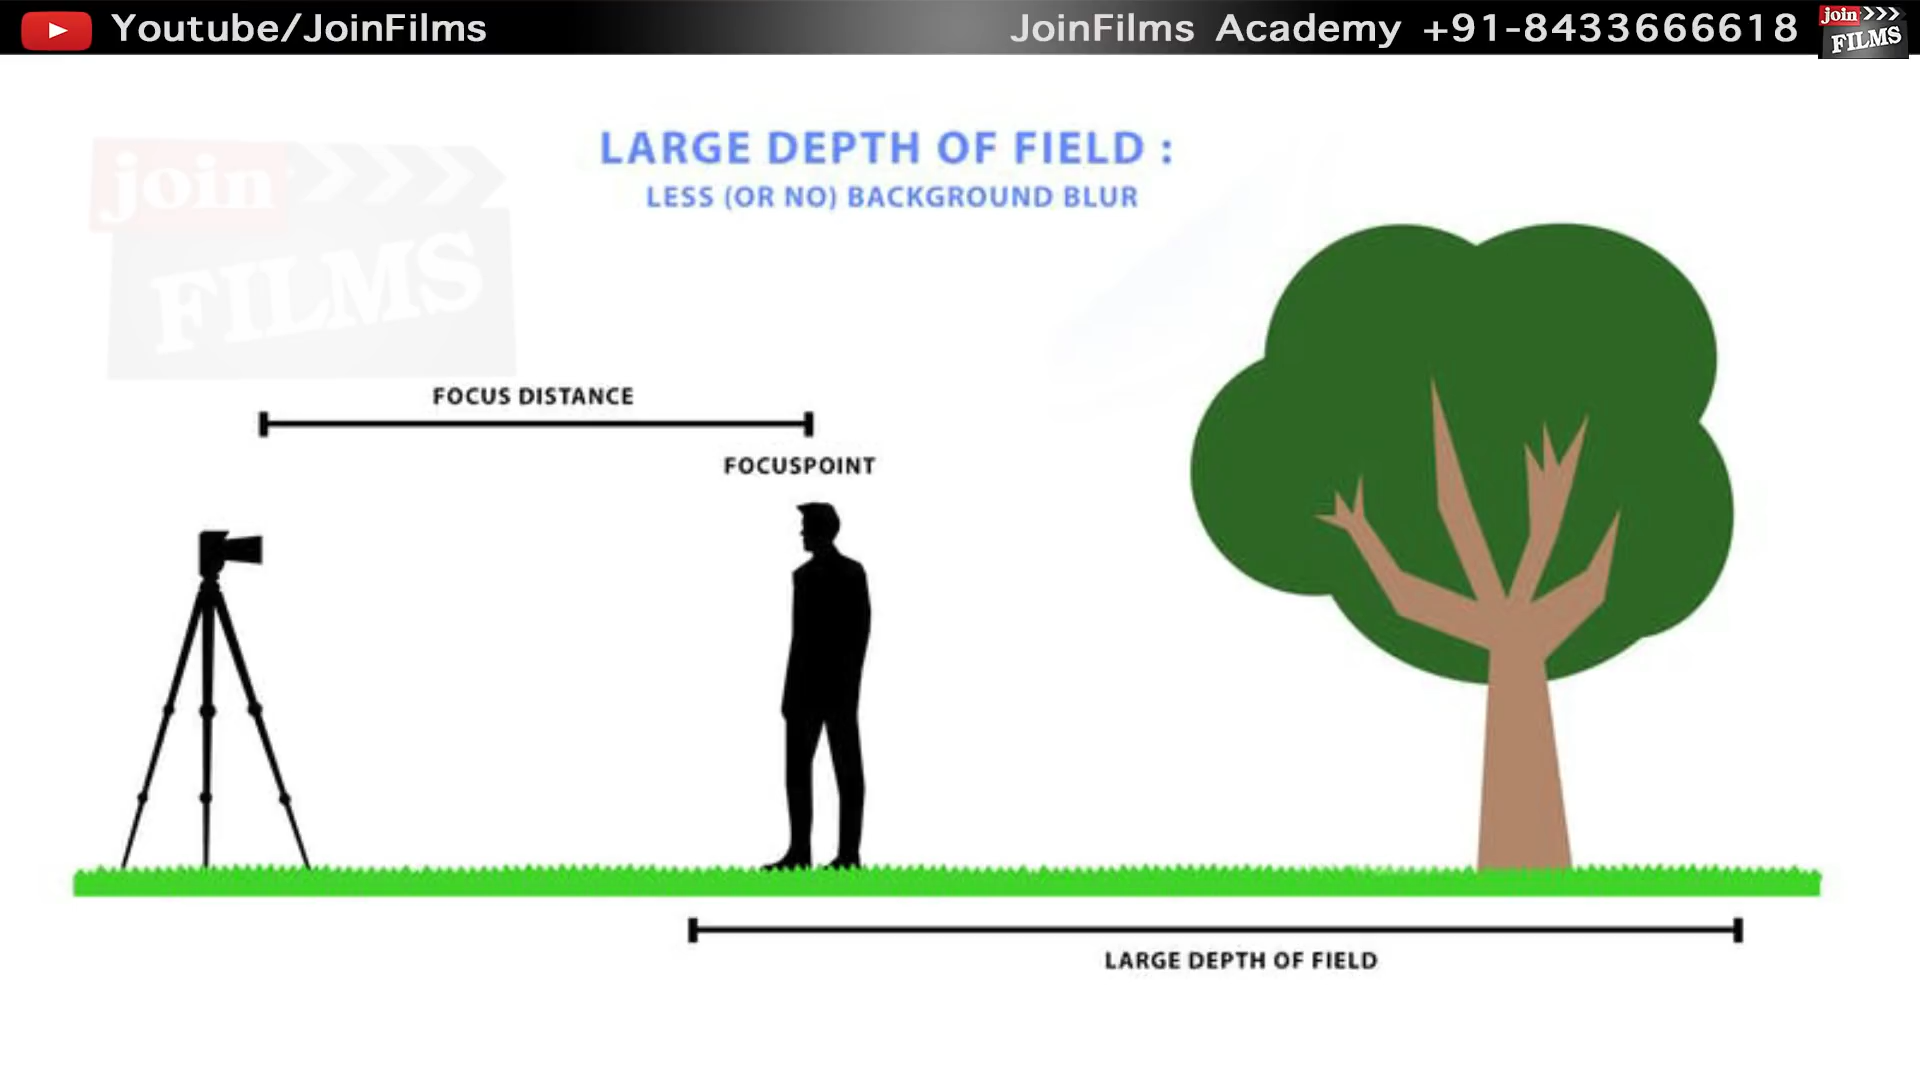 Youtube/JoinFilms
JoinFilms Academy +91-8433666618
join
FILMS
LARGE DEPTH OF FIELD :
LESS (OR NO) BACKGROUND BLUR
join
FILMS
FOCUS DISTANCE
FOCUSPOINT
LARGE DEPTH OF FIELD